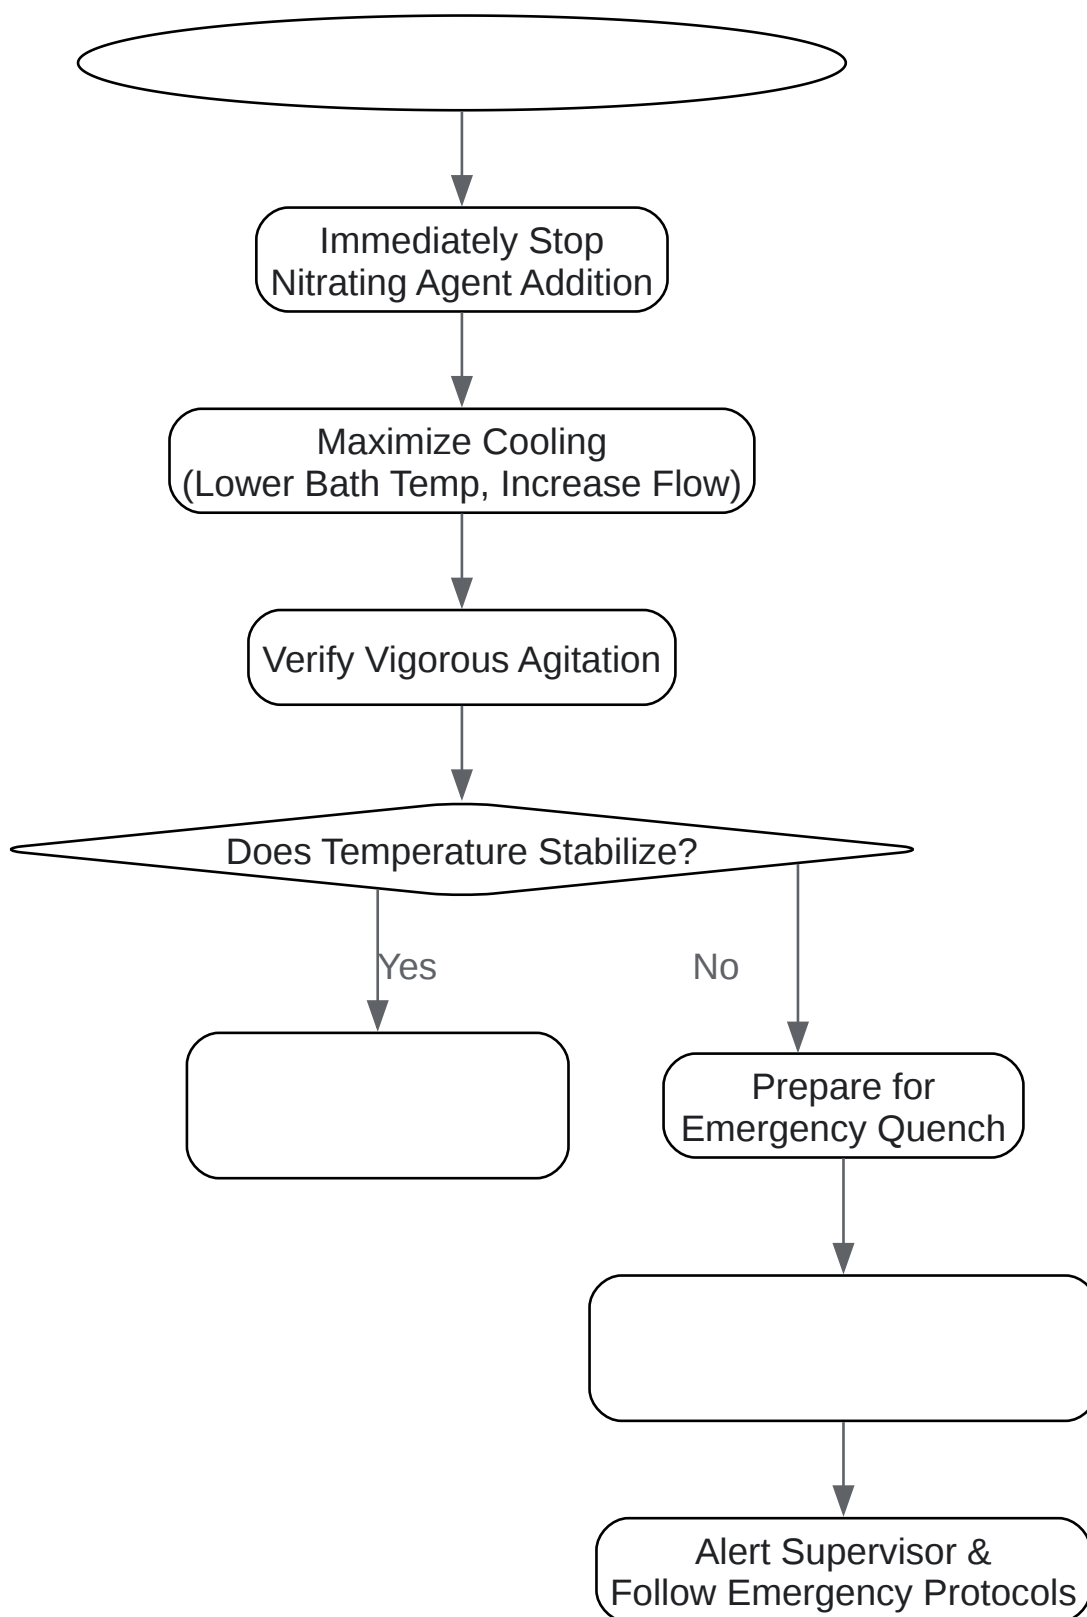 Immediately Stop
Nitrating Agent Addition
Maximize Cooling
(Lower Bath Temp, Increase Flow)
Verify Vigorous Agitation
Does Temperature Stabilize?
Yes
No
Prepare for
Emergency Quench
Alert Supervisor &
Follow Emergency Protocols